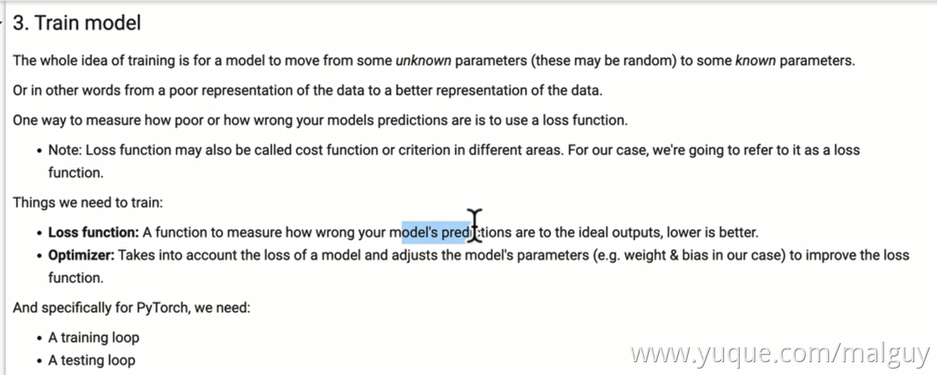 3. Train model
The whole idea of training is for a model to move from some unknown parameters (these may be random) to some known parameters.
Or in other words from a poor representation of the data to a better representation of the data.
One way to measure how poor or how wrong your models predictions are is to use a loss function.
• Note: Loss function may also be called cost function or criterion in different areas. For our case, we're going to refer to it as a loss
function.
Things we need to train:
• Loss function: A function to measure how wrong your model's predictions are to the ideal outputs, lower is better.
• Optimizer: Takes into account the loss of a model and adjusts the model's parameters (e.g. weight & bias in our case) to improve the loss
function.
And specifically for PyTorch, we need:
• A training loop
• A testing loop
www.yuque.com/malguy